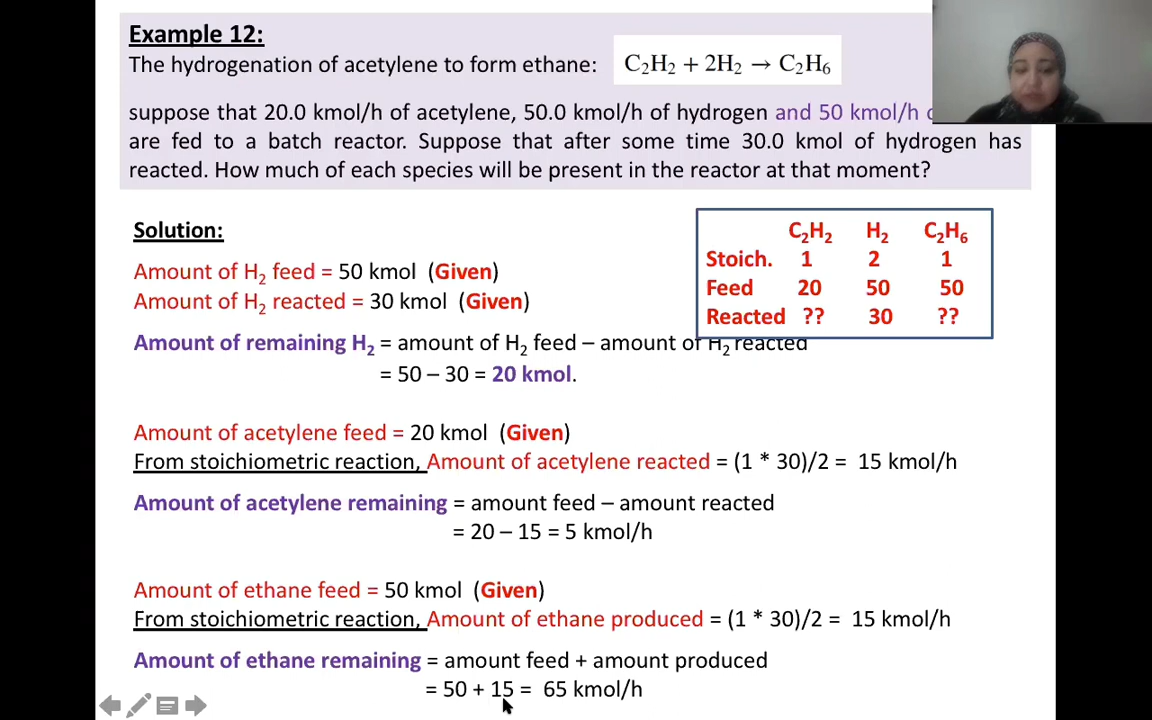 Example 12:
The hydrogenation of acetylene to form ethane: C₂H₂ + 2H₂ → C₂H₆
suppose that 20.0 kmol/h of acetylene, 50.0 kmol/h of hydrogen and 50 kmol/h
are fed to a batch reactor. Suppose that after some time 30.0 kmol of hydrogen has
reacted. How much of each species will be present in the reactor at that moment?
Solution:
C₂H₂ H₂ C₂H₆
Stoich. 1 2 1
Feed 20 50 50
Reacted ?? 30 ??
Amount of H₂ feed = 50 kmol (Given)
Amount of H₂ reacted = 30 kmol (Given)
Amount of remaining H₂ = amount of H₂ feed – amount of H₂ reacted
= 50 – 30 = 20 kmol.
Amount of acetylene feed = 20 kmol (Given)
From stoichiometric reaction, Amount of acetylene reacted = (1 * 30)/2 = 15 kmol/h
Amount of acetylene remaining = amount feed – amount reacted
= 20 – 15 = 5 kmol/h
Amount of ethane feed = 50 kmol (Given)
From stoichiometric reaction, Amount of ethane produced = (1 * 30)/2 = 15 kmol/h
Amount of ethane remaining = amount feed + amount produced
= 50 + 15 = 65 kmol/h